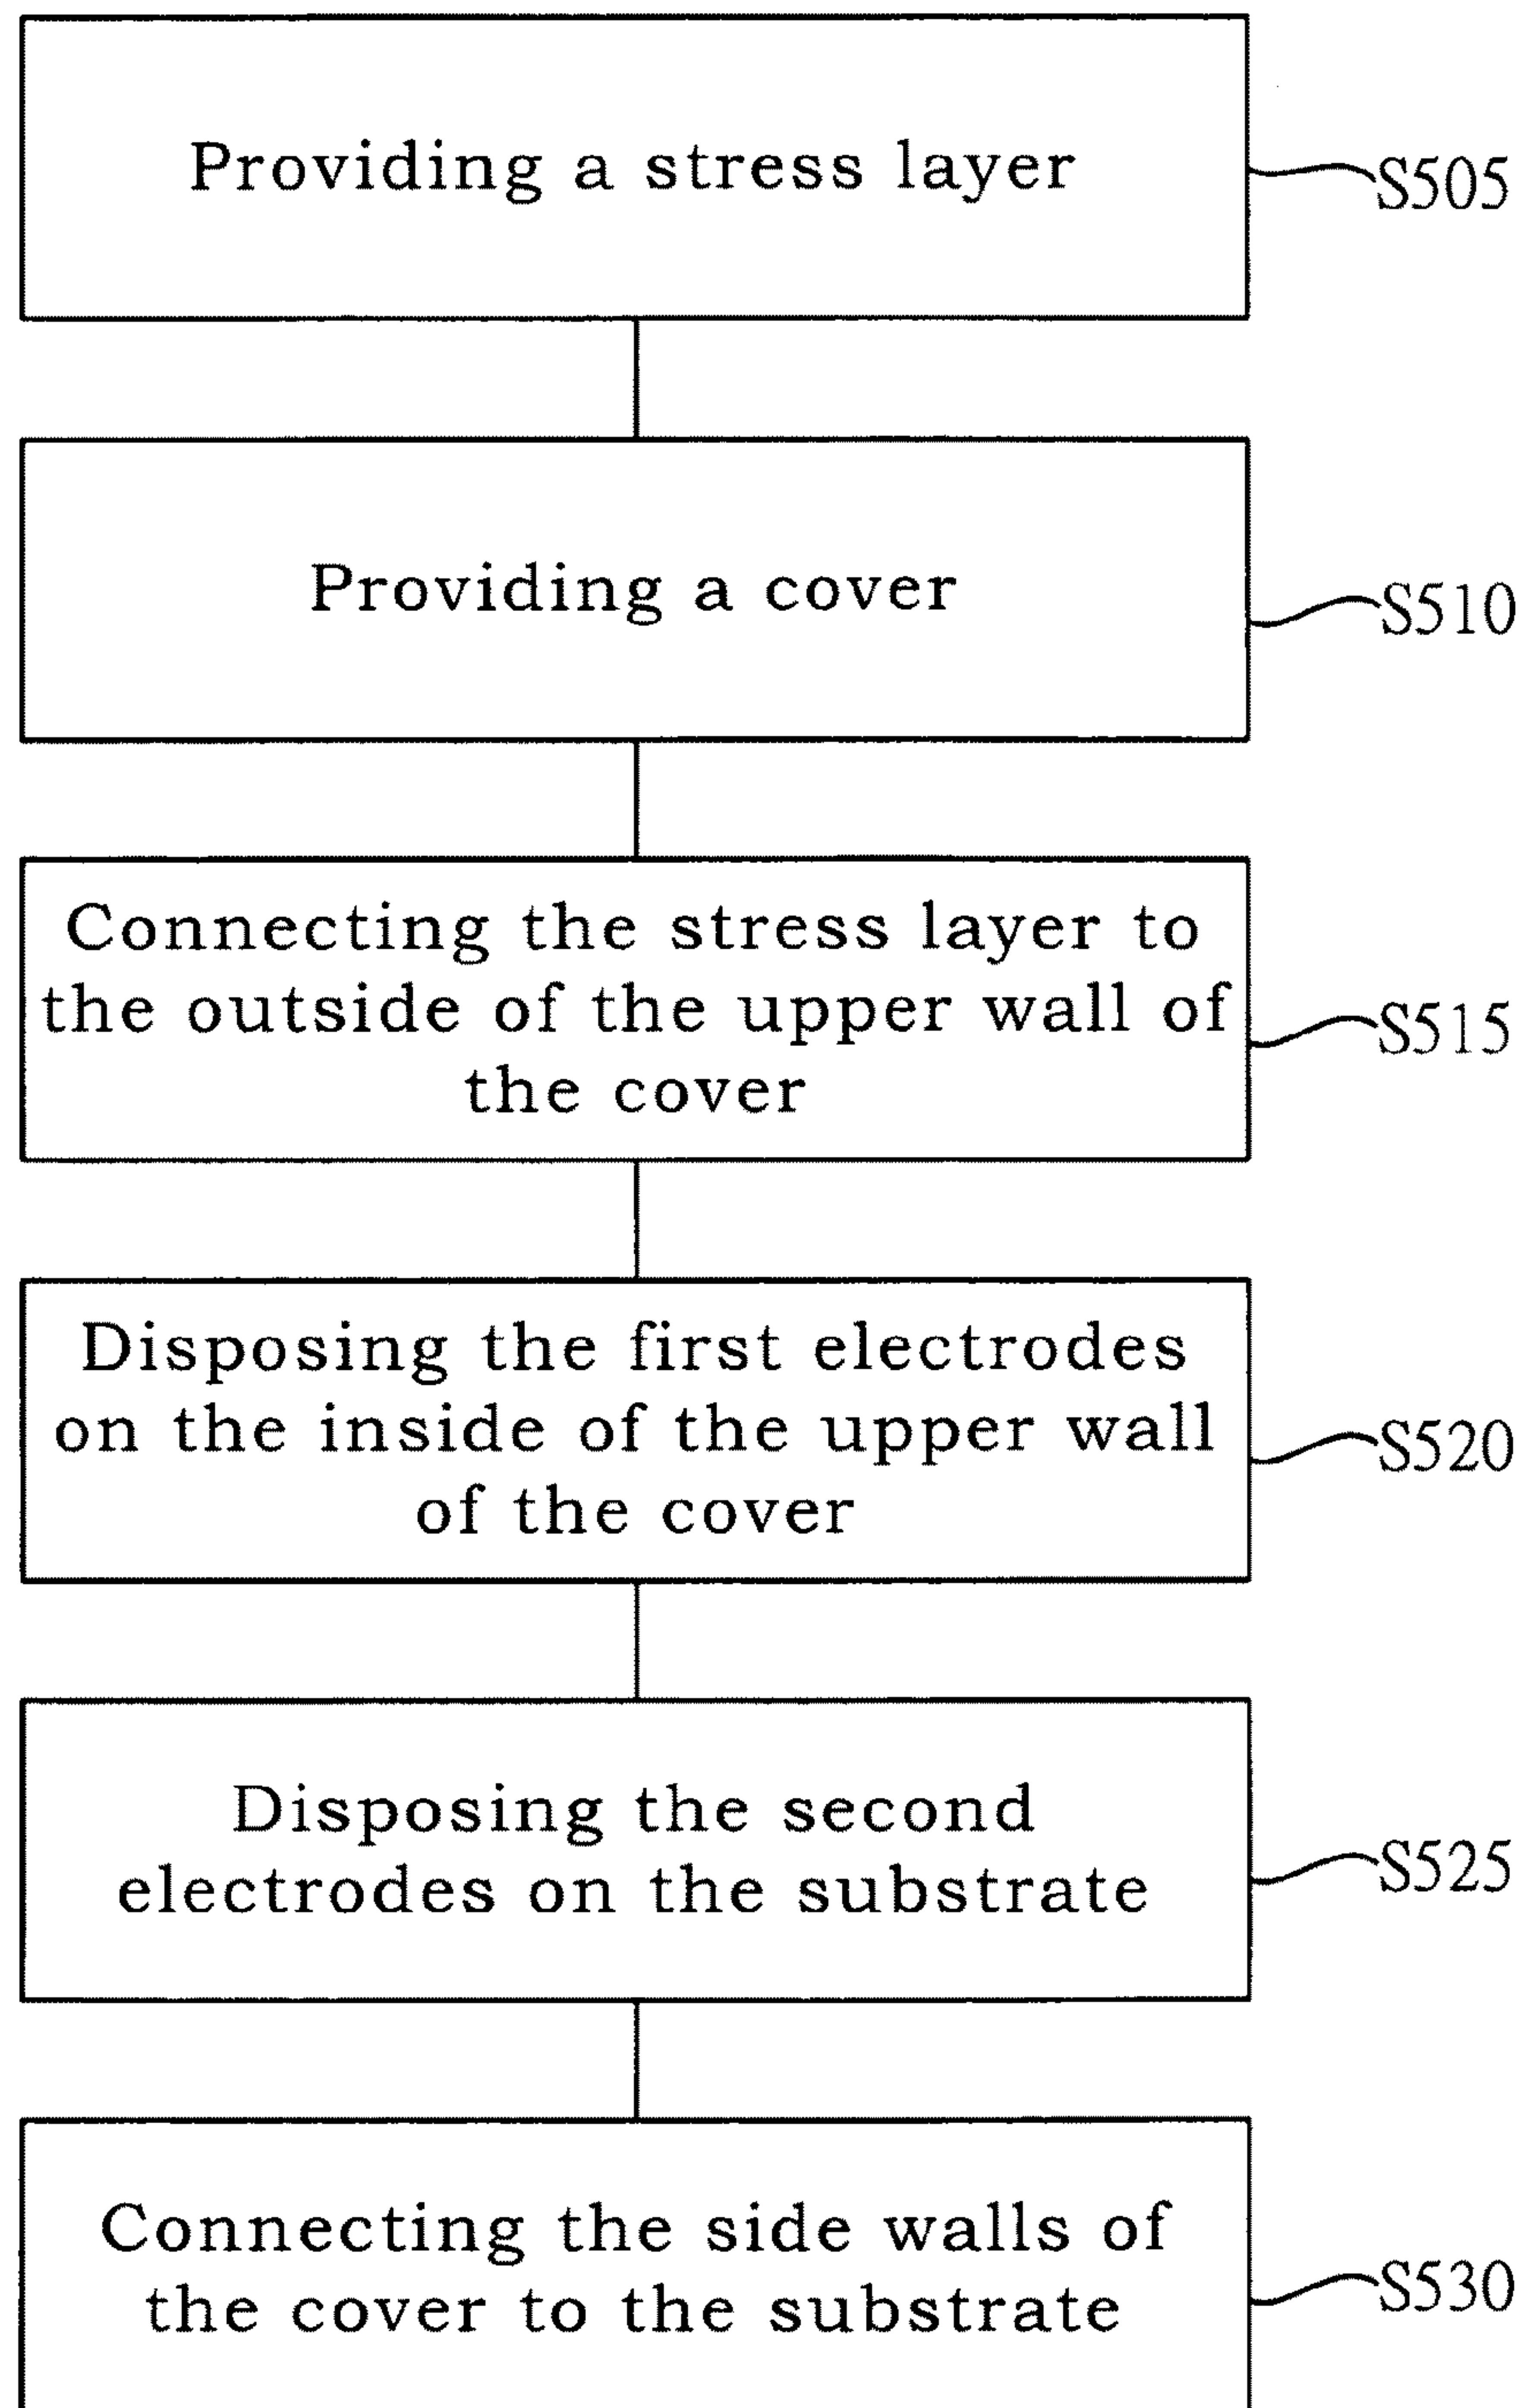 Providing a stress layer
S505
Providing a cover
S510
Connecting the stress layer to
the outside of the upper wall of
the cover
S515
Disposing the first electrodes
on the inside of the upper wall
of the cover
S520
Disposing the second
electrodes on the substrate
S525
Connecting the side walls of
the cover to the substrate
S530